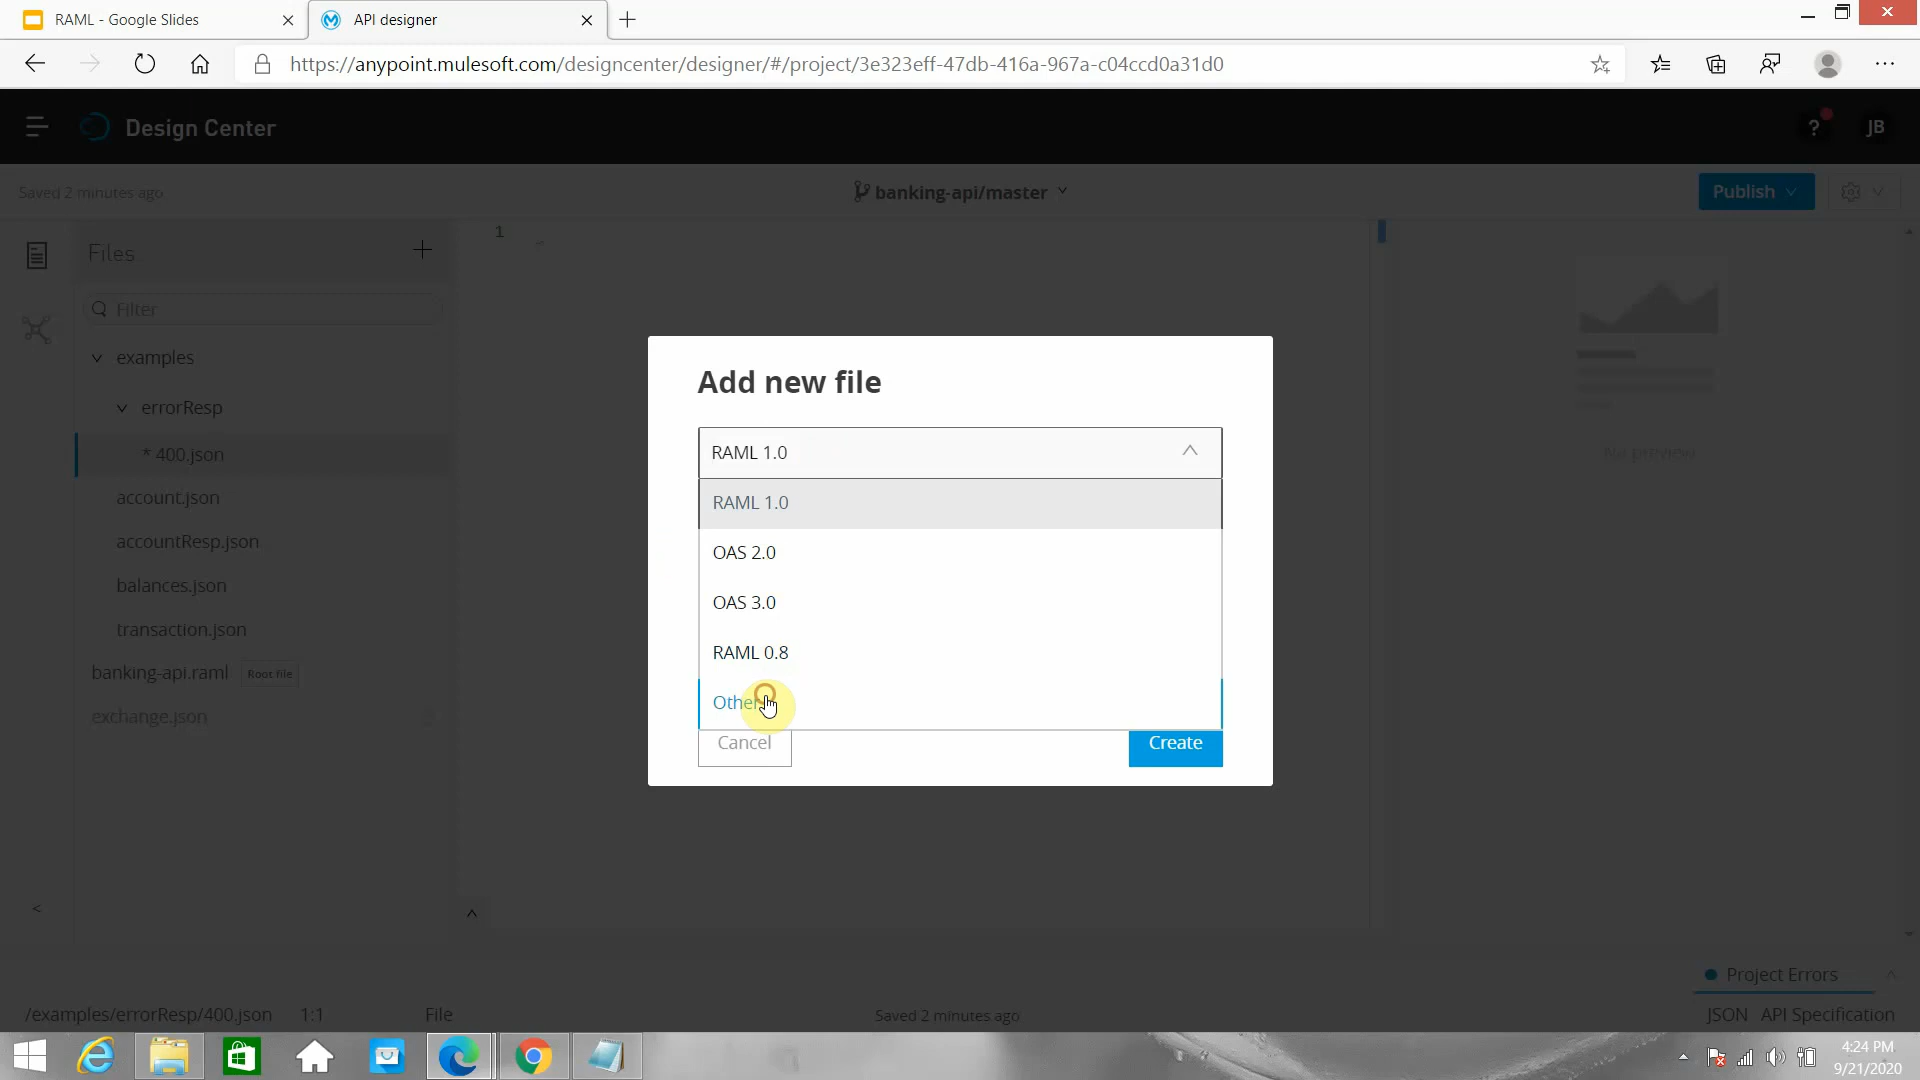 RAML - Google Slides
API designer
https://anypoint.mulesoft.com/designcenter/designer/#/project/3e323eff-47db-416a-967a-c04ccd0a31d0
Design Center
?
JB
Saved 2 minutes ago
banking-api/master
Publish
Files
Filter
examples
errorResp
* 400.json
account.json
accountResp.json
balances.json
transaction.json
banking-api.raml Root file
exchange.json
1
Add new file
RAML 1.0
RAML 1.0
OAS 2.0
OAS 3.0
RAML 0.8
Other
Cancel
Create
No preview
Project Errors
/examples/errorResp/400.json 1:1 File
Saved 2 minutes ago
JSON API Specification
4:24 PM
9/21/2020